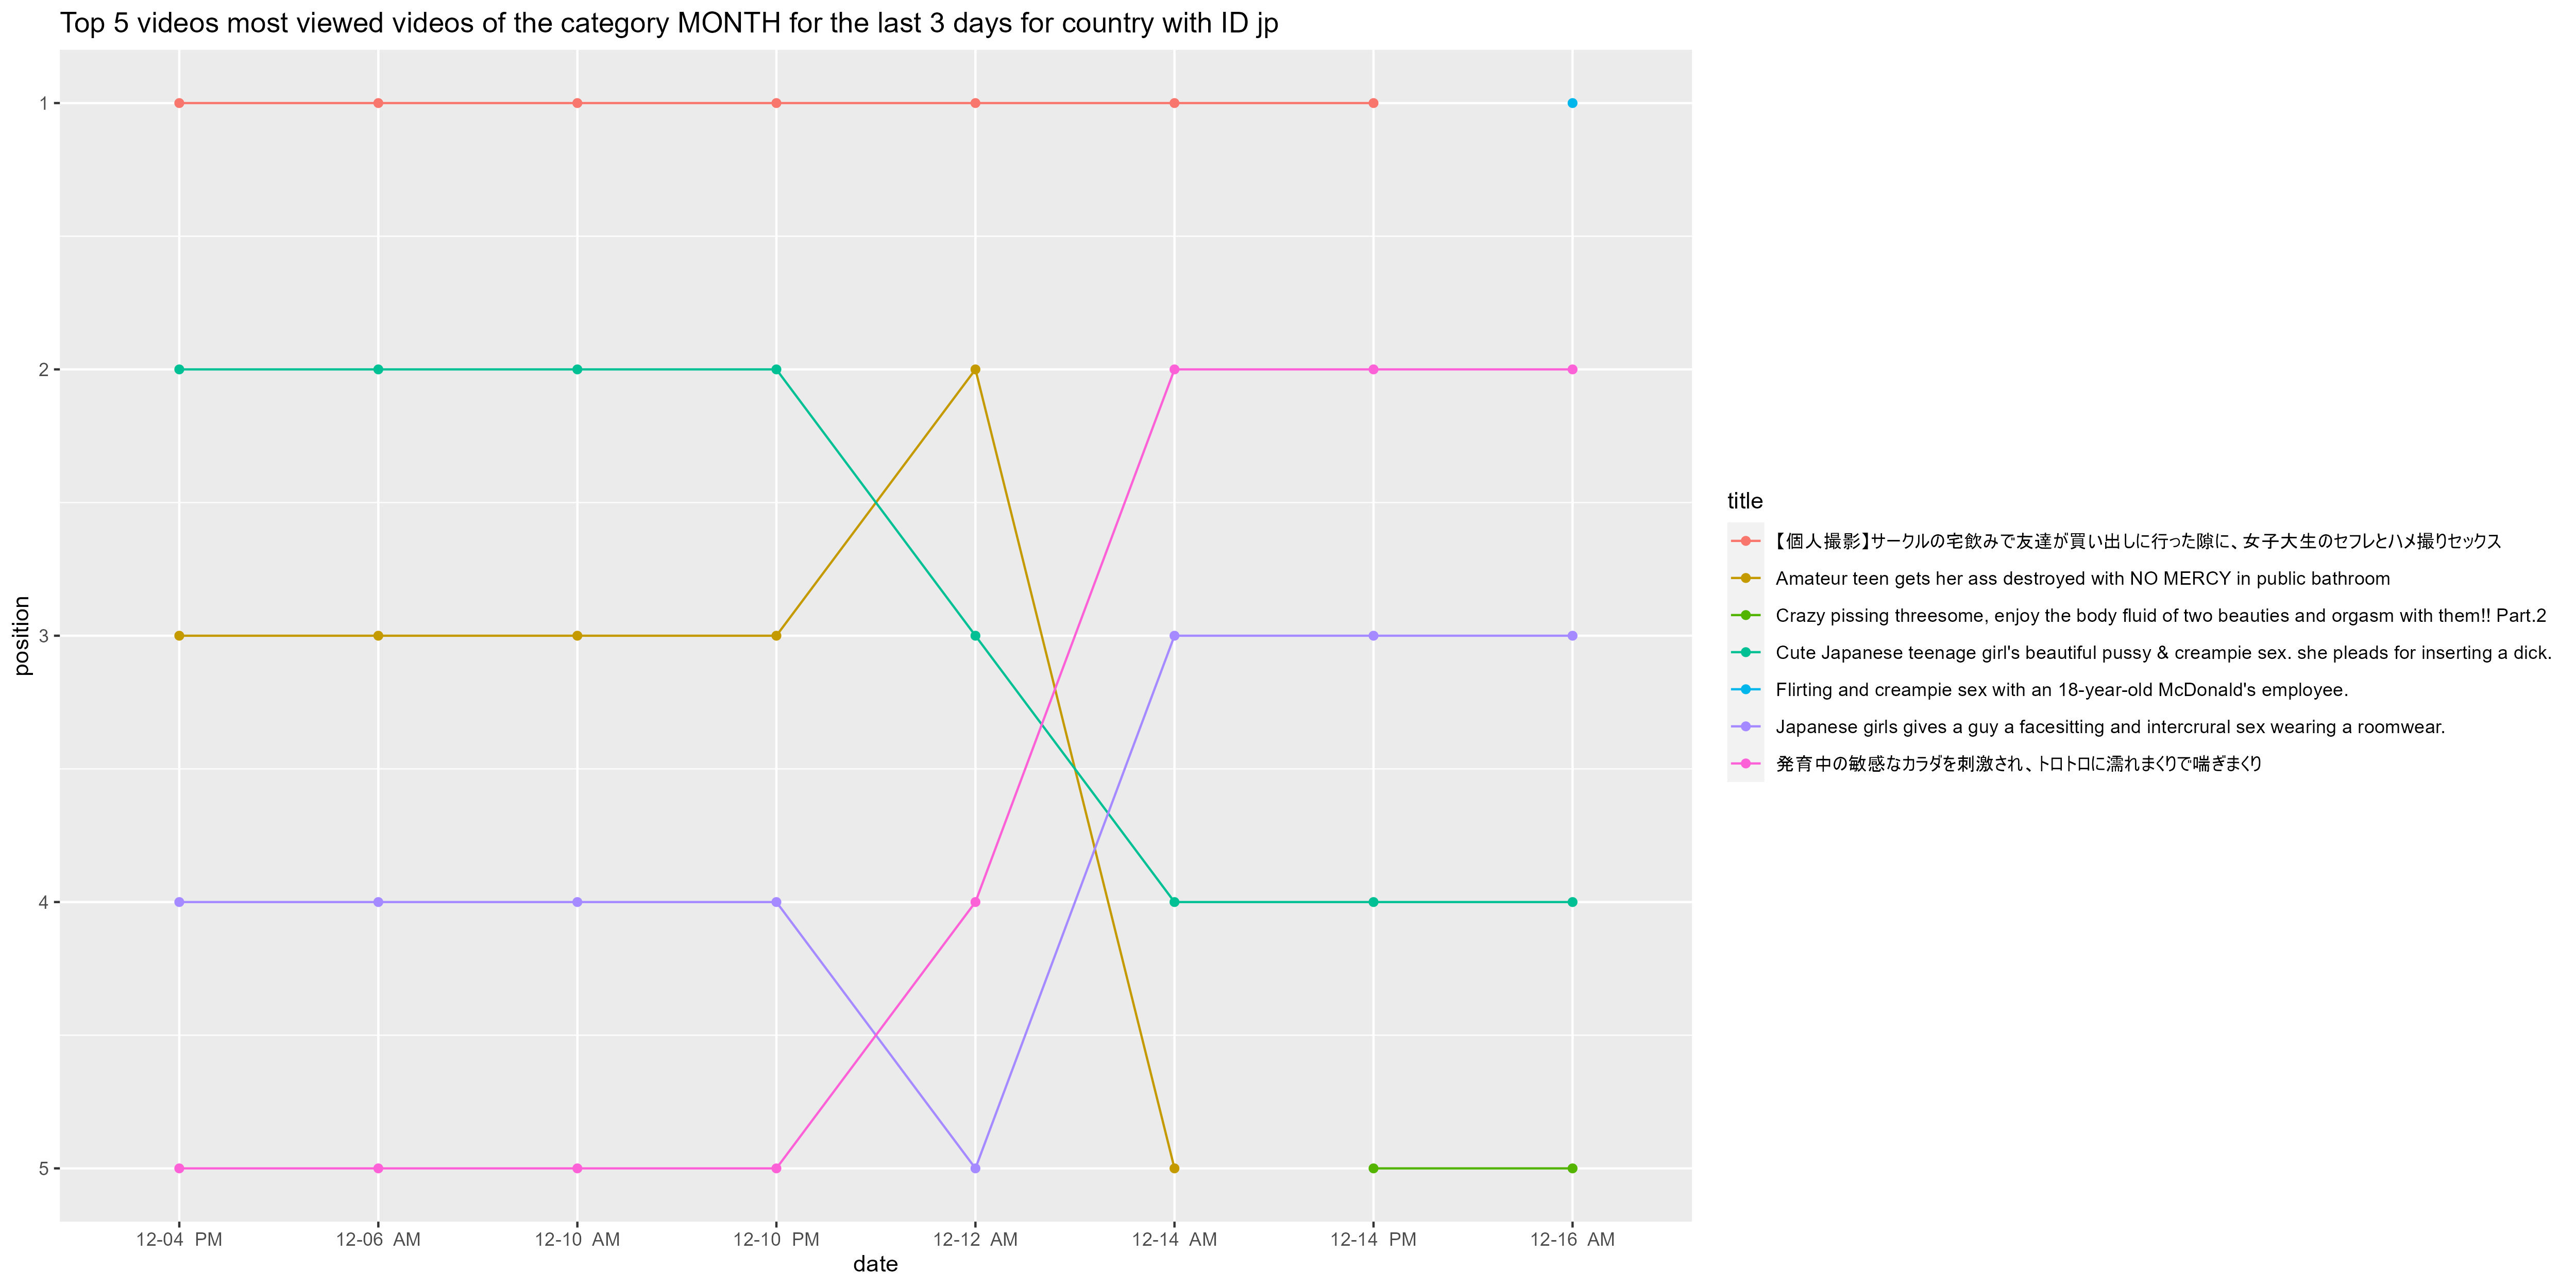 Top 5 videos most viewed videos of the category MONTH for the last 3 days for country with ID jp
position
1
2
3
4
5
12-04 PM
12-06 AM
12-10 AM
12-10 PM
12-12 AM
12-14 AM
12-14 PM
12-16 AM
date
title
【個人撮影】サークルの宅飲みで友達が買い出しに行った隙に、女子大生のセフレとハメ撮りセックス
Amateur teen gets her ass destroyed with NO MERCY in public bathroom
Crazy pissing threesome, enjoy the body fluid of two beauties and orgasm with them!! Part.2
Cute Japanese teenage girl's beautiful pussy & creampie sex. she pleads for inserting a dick.
Flirting and creampie sex with an 18-year-old McDonald's employee.
Japanese girls gives a guy a facesitting and intercrural sex wearing a roomwear.
発育中の敏感なカラダを刺激され、トロトロに濡れまくりで喘ぎまくり